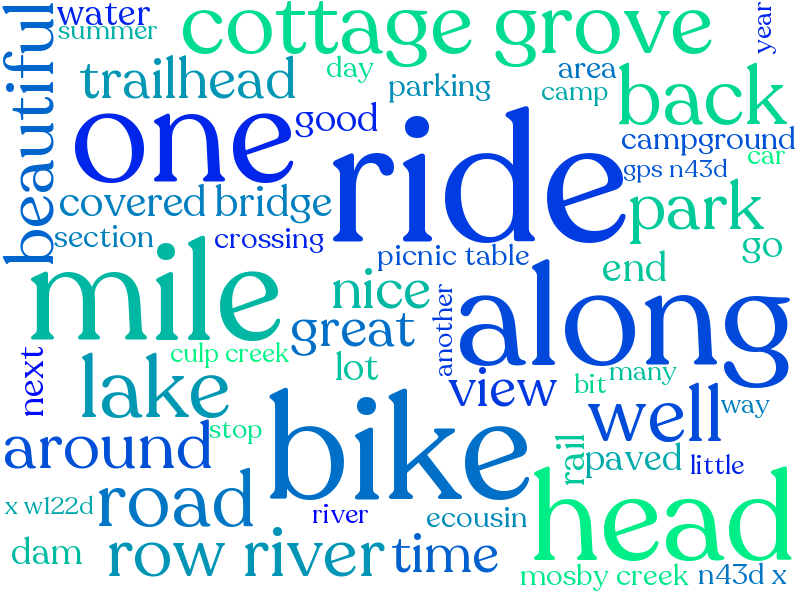 water
summer
cottage grove
year
beautiful
trailhead
day
parking
area
camp
back
one
good
ride
campground
car
gps n43d
covered bridge
park
section
crossing
picnic table
go
mile
nice
end
along
great
another
culp creek
next
lake
lot
view
bit
many
well
way
around
stop
bike
rail
paved
little
x w122d
road
river
ecousin
head
dam
row river
time
mosby creek
n43d x